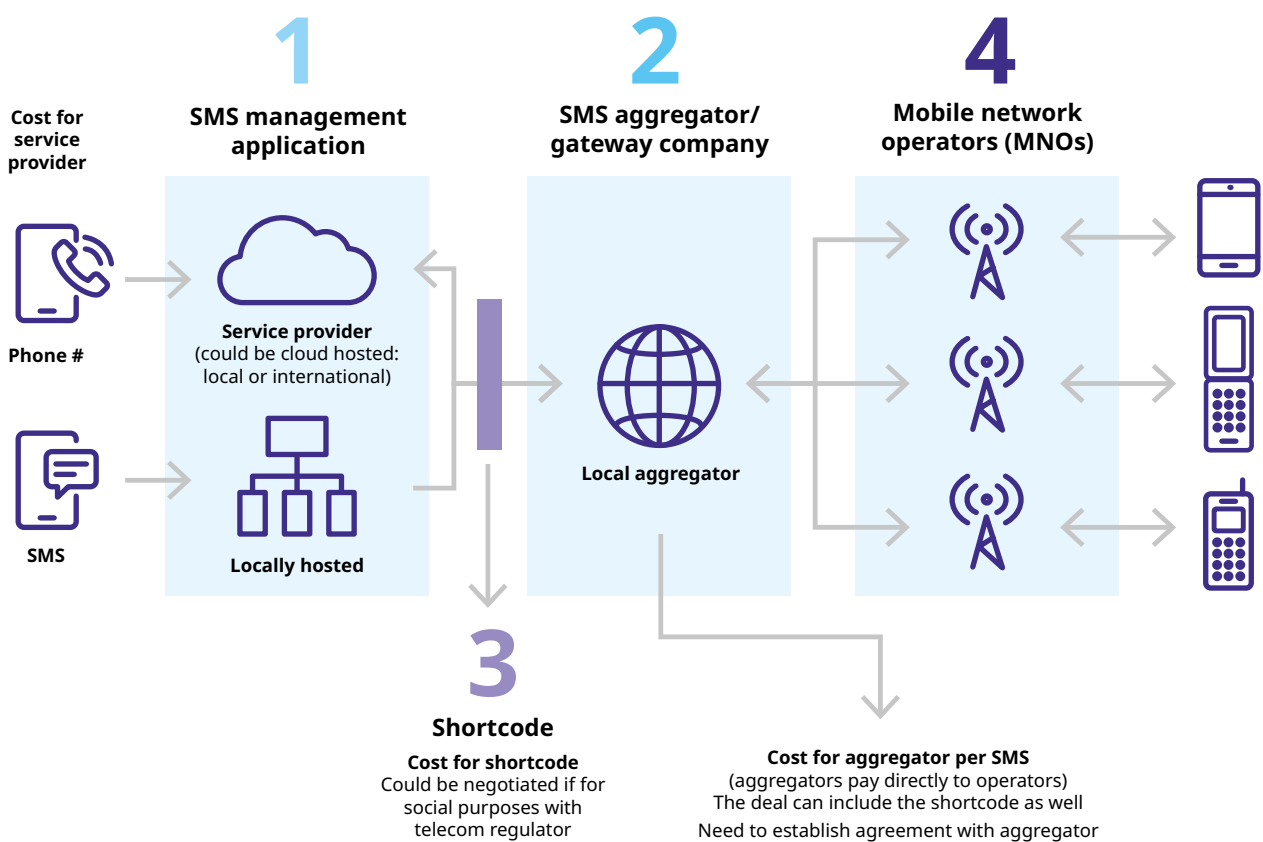 1
SMS management
application
2
SMS aggregator/
gateway company
4
Mobile network
operators (MNOs)
Cost for
service
provider
Phone #
SMS
Service provider
(could be cloud hosted:
local or international)
Locally hosted
Local aggregator
3
Shortcode
Cost for shortcode
Could be negotiated if for
social purposes with
telecom regulator
Cost for aggregator per SMS
(aggregators pay directly to operators)
The deal can include the shortcode as well
Need to establish agreement with aggregator